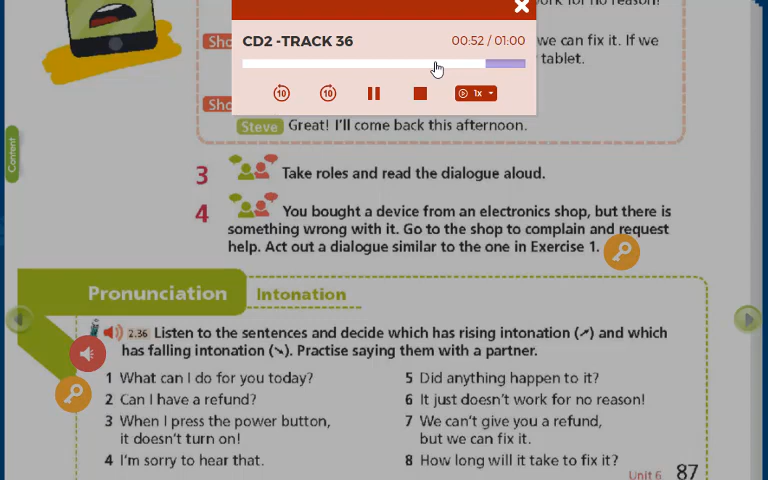 work for no reason!
CD2 -TRACK 36
00:52 / 01:00
10 10 1x
Sho we can fix it. If we
tablet.
Sho
Steve Great! I'll come back this afternoon.
Content
3 Take roles and read the dialogue aloud.
4 You bought a device from an electronics shop, but there is
something wrong with it. Go to the shop to complain and request
help. Act out a dialogue similar to the one in Exercise 1.
Pronunciation Intonation
2.36 Listen to the sentences and decide which has rising intonation (↗) and which
has falling intonation (↘). Practise saying them with a partner.
1 What can I do for you today?
2 Can I have a refund?
3 When I press the power button,
it doesn't turn on!
4 I'm sorry to hear that.
5 Did anything happen to it?
6 It just doesn't work for no reason!
7 We can't give you a refund,
but we can fix it.
8 How long will it take to fix it?
Unit 6 87